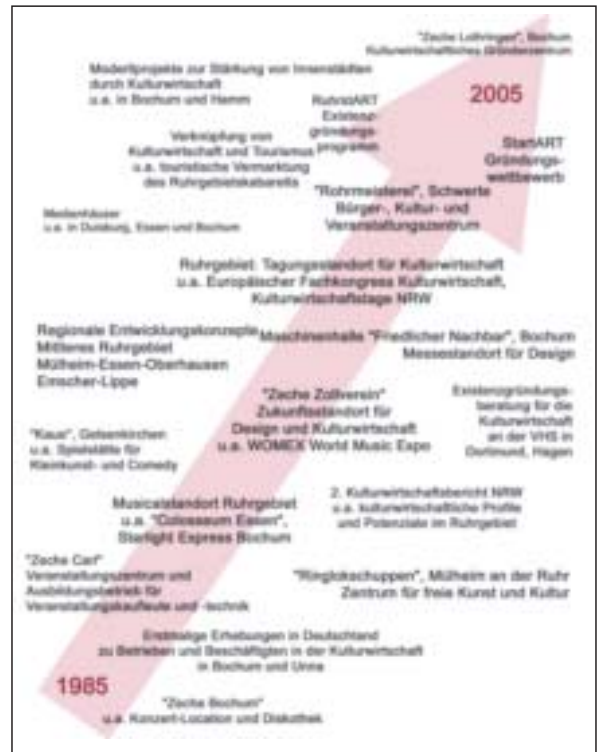 "Zeche Lothringen", Bochum
Kulturwirtschaftliches Gründerzentrum
2005
Modellprojekte zur Stärkung von Innenstädten
durch Kulturwirtschaft
u.a. in Bochum und Hamm
RuhrstART
Existenz-
gründungs-
programm
StartART
Gründungs-
wettbewerb
Verknüpfung von
Kulturwirtschaft und Tourismus
u.a. touristische Vermarktung
des Ruhrgebietskabaretts
"Rohrmeisterei", Schwerte
Bürger-, Kultur- und
Veranstaltungszentrum
Medienhäuser
u.a. in Duisburg, Essen und Bochum
Ruhrgebiet: Tagungsstandort für Kulturwirtschaft
u.a. Europäischer Fachkongress Kulturwirtschaft,
Kulturwirtschaftstage NRW
Regionale Entwicklungskonzepte
Mittleres Ruhrgebiet
Mülheim-Essen-Oberhausen
Emscher-Lippe
Maschinenhalle "Friedlicher Nachbar", Bochum
Messestandort für Design
"Zeche Zollverein"
Zukunftsstandort für
Design und Kulturwirtschaft
u.a. WOMEX World Music Expo
Existenzgründungs-
beratung für die
Kulturwirtschaft
an der VHS in
Dortmund, Hagen
"Kaue", Gelsenkirchen
u.a. Spielstätte für
Kleinkunst- und Comedy
Musicalstandort Ruhrgebiet
u.a. "Colosseum Essen",
Starlight Express Bochum
2. Kulturwirtschaftsbericht NRW
u.a. kulturwirtschaftliche Profile
und Potenziale im Ruhrgebiet
"Zeche Carl"
Veranstaltungszentrum und
Ausbildungsbetrieb für
Veranstaltungskaufleute und -technik
"Ringlokschuppen", Mülheim an der Ruhr
Zentrum für freie Kunst und Kultur
Erstmalige Erhebungen in Deutschland
zu Betrieben und Beschäftigten in der Kulturwirtschaft
in Bochum und Unna
1985
"Zeche Bochum"
u.a. Konzert-Location und Diskothek